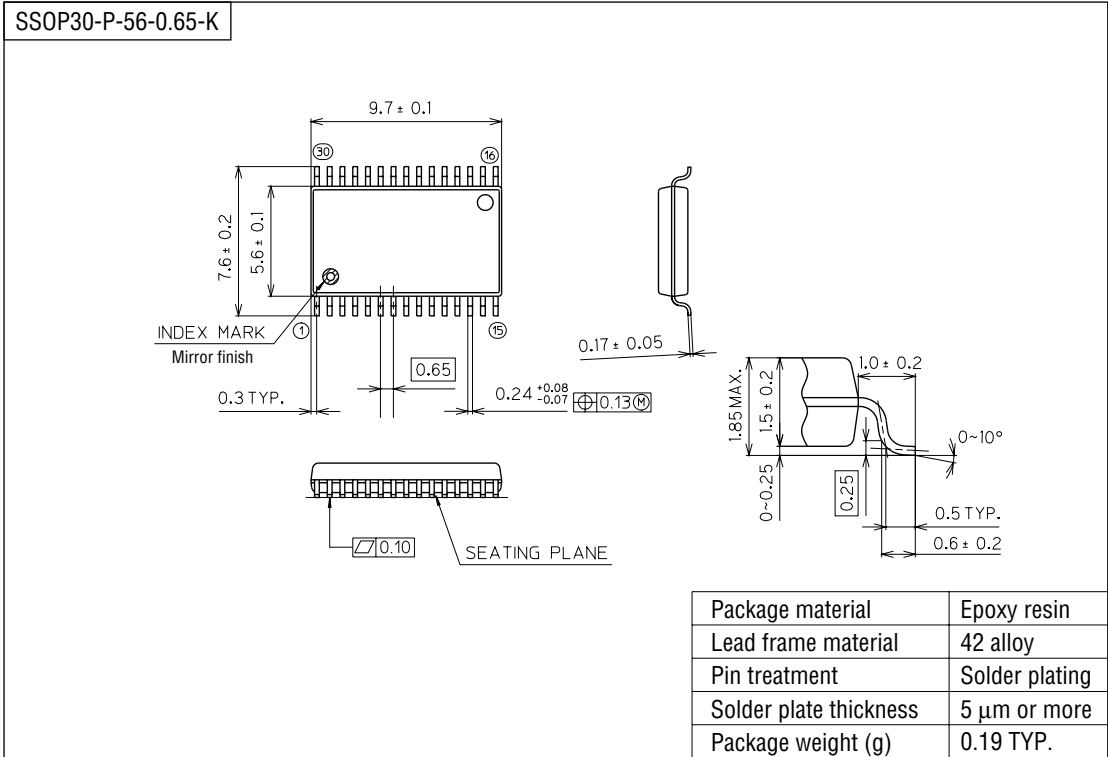 SSOP30-P-56-0.65-K
9.7 ± 0.1
30
16
7.6 ± 0.2
5.6 ± 0.1
INDEX MARK
Mirror finish
1
15
0.65
0.3 TYP.
0.24 +0.08 -0.07
0.13 M
0.17 ± 0.05
1.0 ± 0.2
1.85 MAX.
1.5 ± 0.2
0~0.25
0.25
0~10°
0.5 TYP.
0.6 ± 0.2
0.10
SEATING PLANE
Package material Epoxy resin
Lead frame material 42 alloy
Pin treatment Solder plating
Solder plate thickness 5 μm or more
Package weight (g) 0.19 TYP.